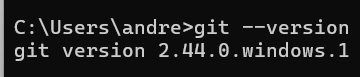 C:\Users\andre>git --version
git version 2.44.0.windows.1